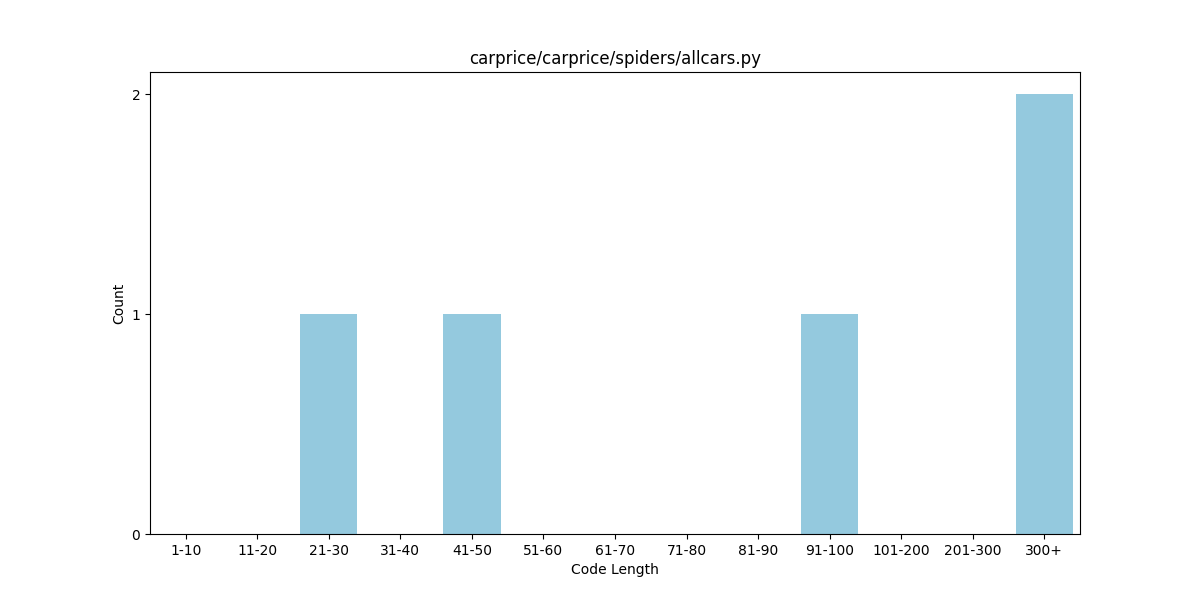 carprice/carprice/spiders/allcars.py
2
1
0
Count
1-10 11-20 21-30 31-40 41-50 51-60 61-70 71-80 81-90 91-100 101-200 201-300 300+
Code Length